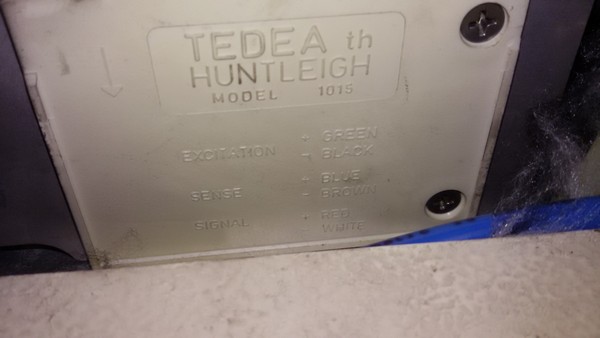 TEDEA th
HUNTLEIGH
MODEL 1015
EXCITATION + GREEN
- BLACK
SENSE + BLUE
- BROWN
SIGNAL + RED
- WHITE